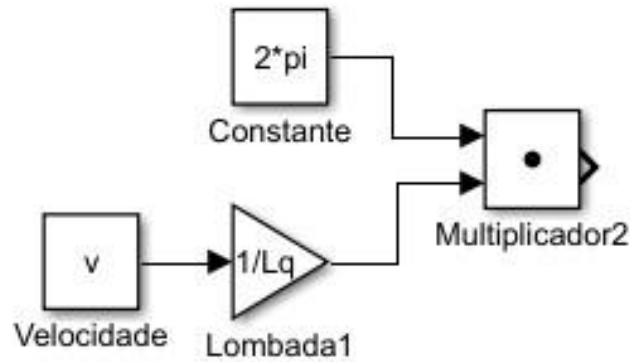 2*pi
Constante
Multiplicador2
v
1/Lq
Velocidade
Lombada1